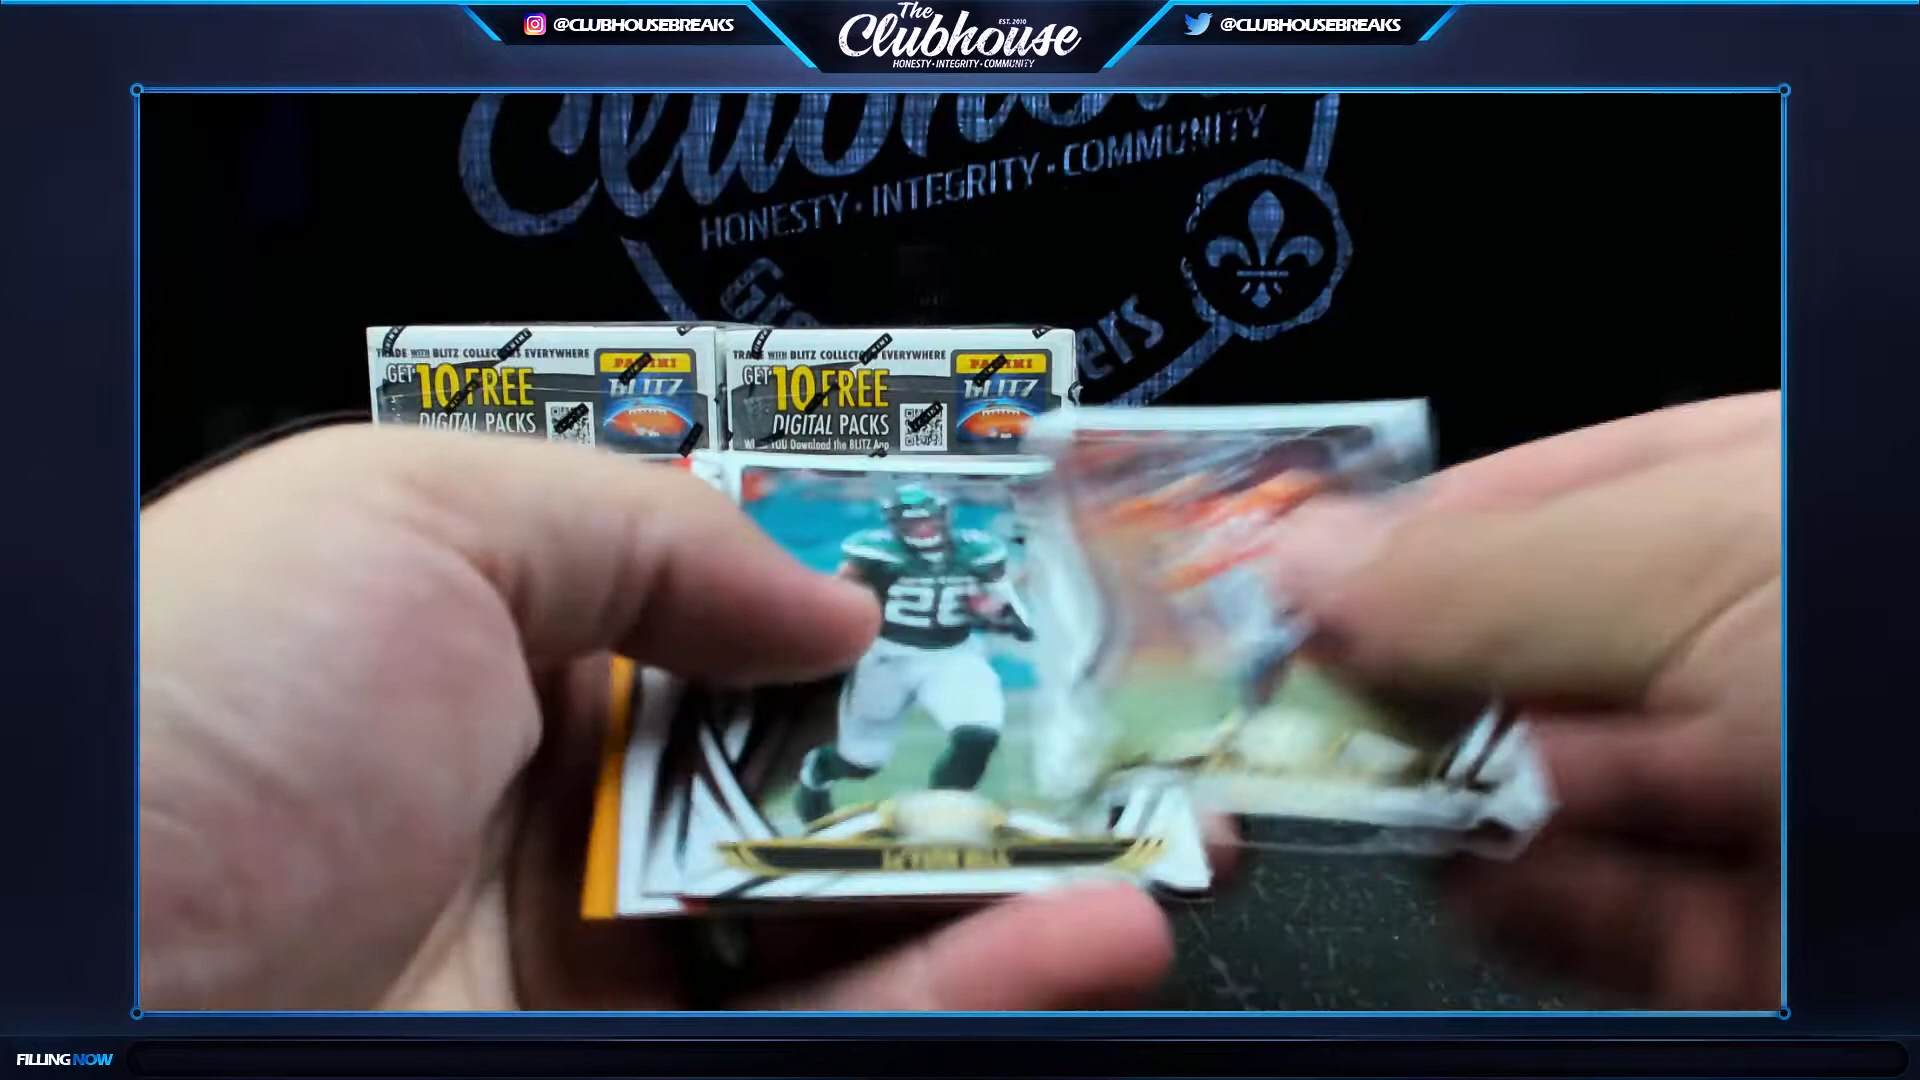 @CLUBHOUSEBREAKS
The
Clubhouse
EST. 2010
HONESTY • INTEGRITY • COMMUNITY
@CLUBHOUSEBREAKS
HONESTY • INTEGRITY • COMMUNITY
TRADE WITH BLITZ COLLECTORS EVERYWHERE
GET 10 FREE
DIGITAL PACKS
PANINI
BLITZ
TRADE WITH BLITZ COLLECTORS EVERYWHERE
GET 10 FREE
DIGITAL PACKS
YOU Download the BLITZ App
PANINI
BLITZ
FILLING NOW